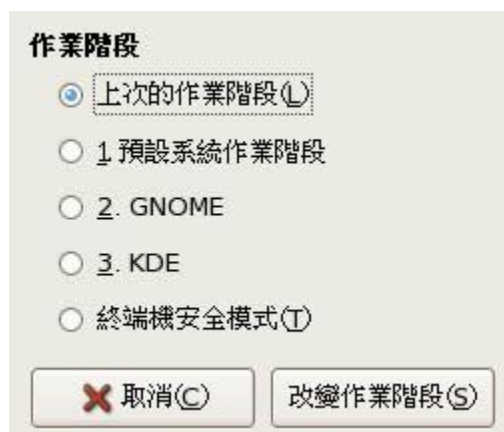 作業階段
上次的作業階段(L)
1.預設系統作業階段
2. GNOME
3. KDE
終端機安全模式(T)
取消(C) 改變作業階段(S)